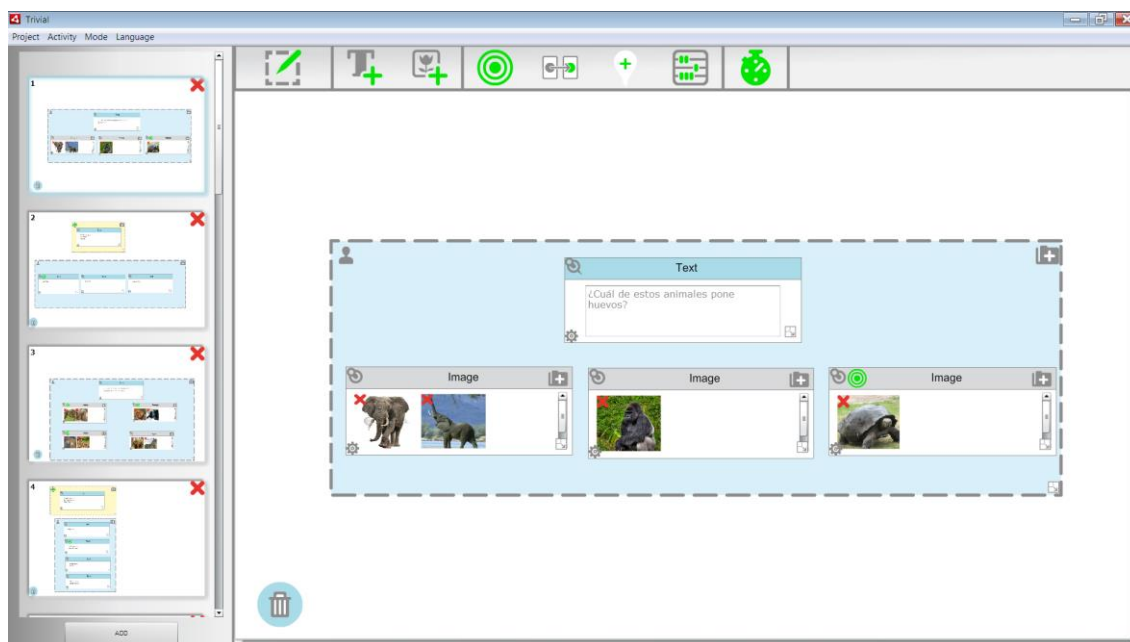 Trivial
Project Activity Mode Language
1
2
3
4
ADD
Text
¿Cuál de estos animales pone
huevos?
Image
Image
Image